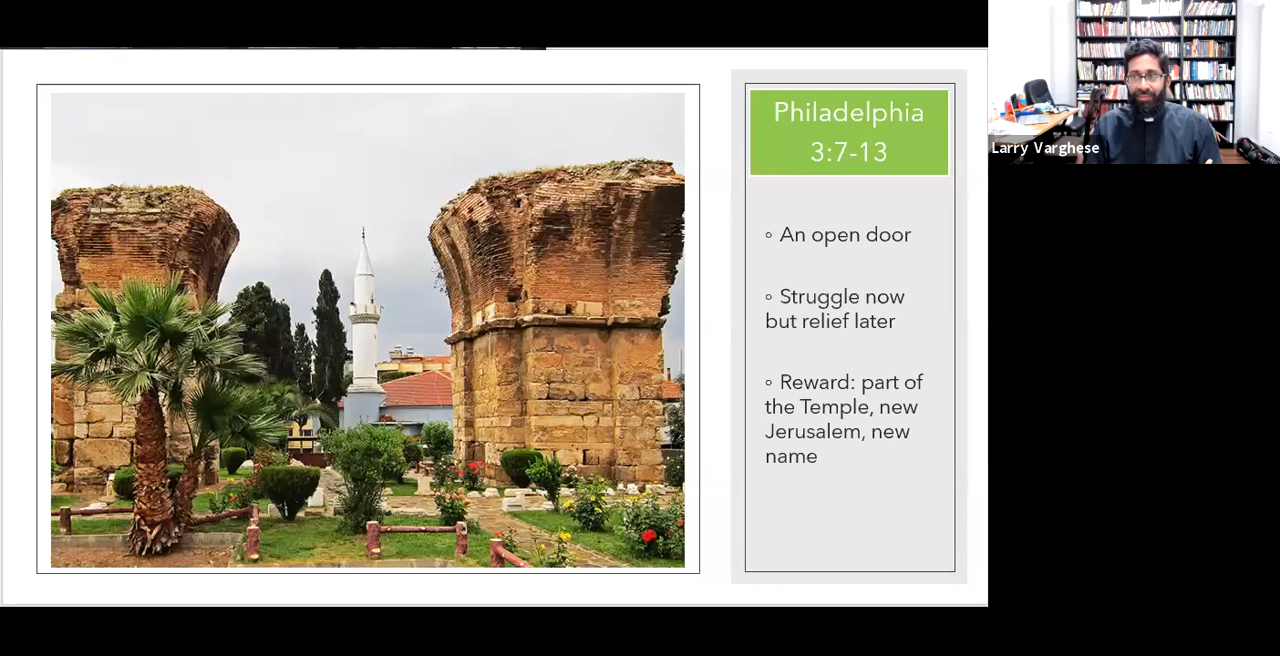 Philadelphia
3:7-13
◦ An open door
◦ Struggle now
but relief later
◦ Reward: part of
the Temple, new
Jerusalem, new
name
Larry Varghese